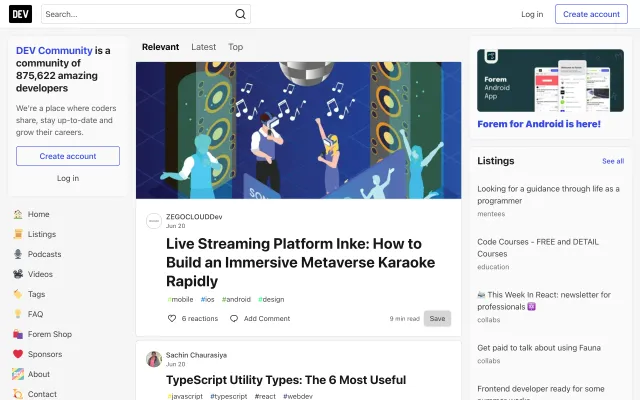 DEV
Search...
Log in
Create account
DEV Community is a
community of
875,622 amazing
developers
We're a place where coders
share, stay up-to-date and
grow their careers.
Create account
Log in
Home
Listings
Podcasts
Videos
Tags
FAQ
Forem Shop
Sponsors
About
Contact
Relevant
Latest
Top
ZEGOCLOUDDev
Jun 20
Live Streaming Platform Inke: How to
Build an Immersive Metaverse Karaoke
Rapidly
#mobile #ios #android #design
6 reactions
Add Comment
9 min read
Save
Sachin Chaurasiya
Jun 20
TypeScript Utility Types: The 6 Most Useful
#javascript #typescript #react #webdev
Forem
Android
App
Forem for Android is here!
Listings
See all
Looking for a guidance through life as a
programmer
mentees
Code Courses - FREE and DETAIL
Courses
education
This Week In React: newsletter for
professionals
collabs
Get paid to talk about using Fauna
collabs
Frontend developer ready for some